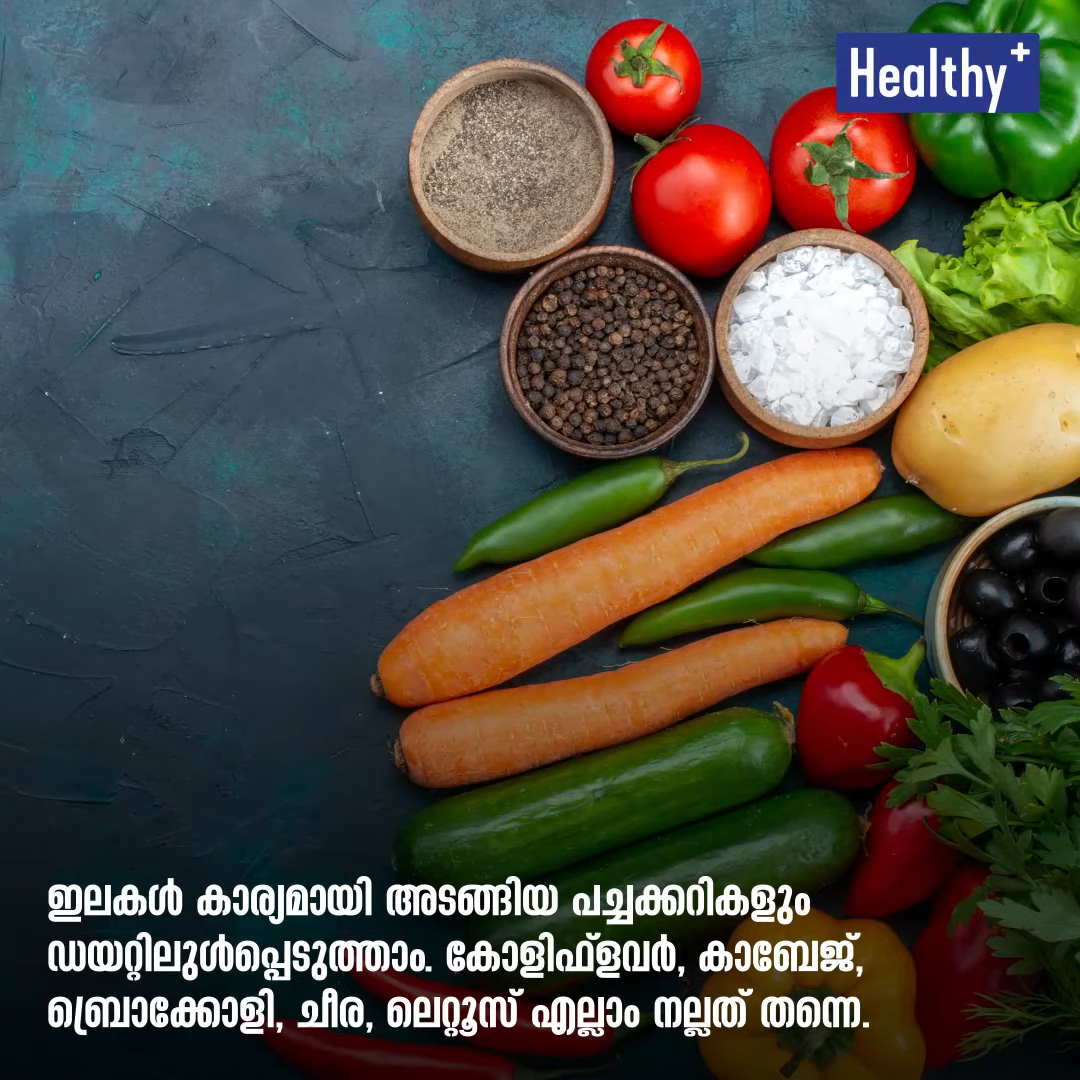 Healthy+
ഇലകൾ കാര്യമായി അടങ്ങിയ പച്ചക്കറികളും
ഡയറ്റിലുൾപ്പെടുത്താം. കോളിഫ്ളവർ, കാബേജ്,
ബ്രൊക്കോളി, ചീര, ലെറ്റൂസ് എല്ലാം നല്ലത് തന്നെ.